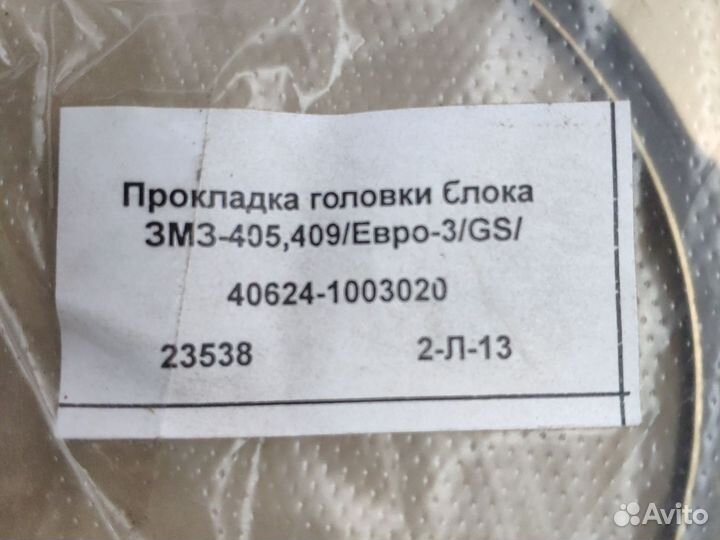 Прокладка головки блока
ЗМЗ-405,409/Евро-3/GS/
40624-1003020
23538 2-Л-13
Avito